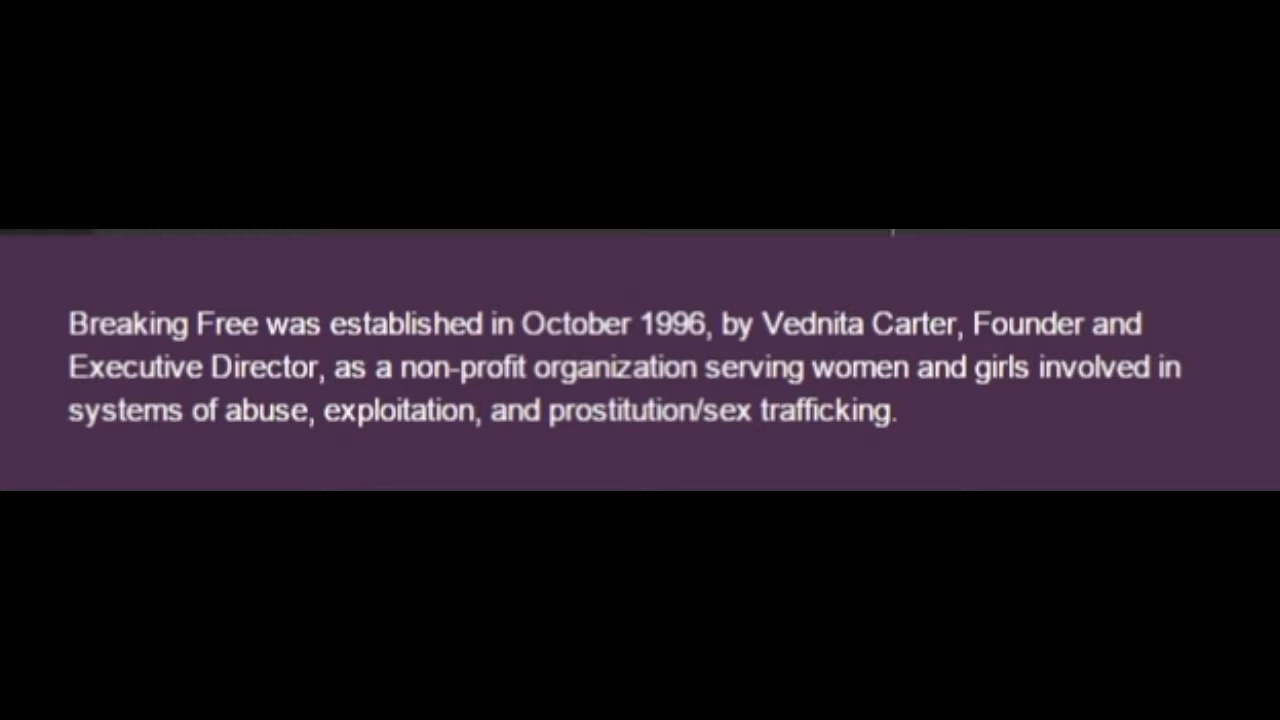 Breaking Free was established in October 1996, by Vednita Carter, Founder and
Executive Director, as a non-profit organization serving women and girls involved in
systems of abuse, exploitation, and prostitution/sex trafficking.